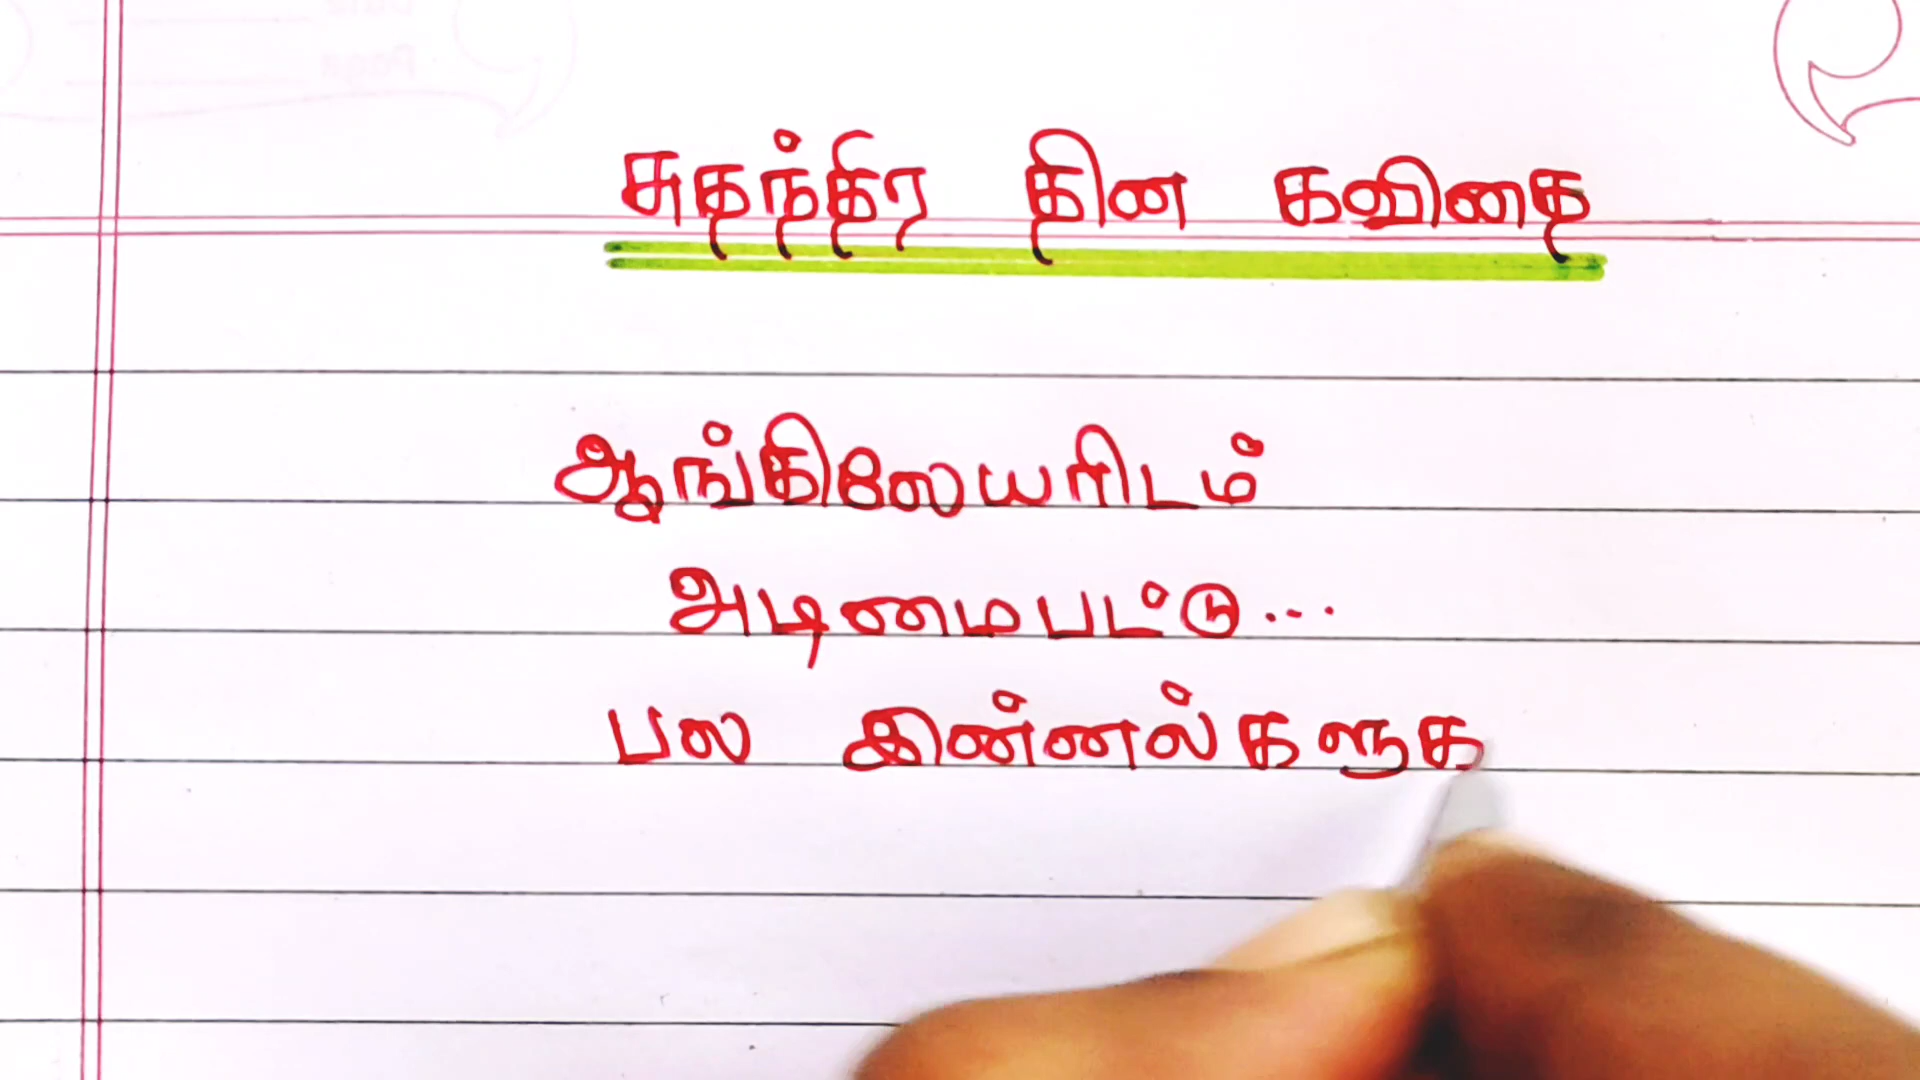 சுதந்திர தின கவிதை
ஆங்கிலேயரிடம்
அடிமைபட்டு...
பல இன்னல்களுக